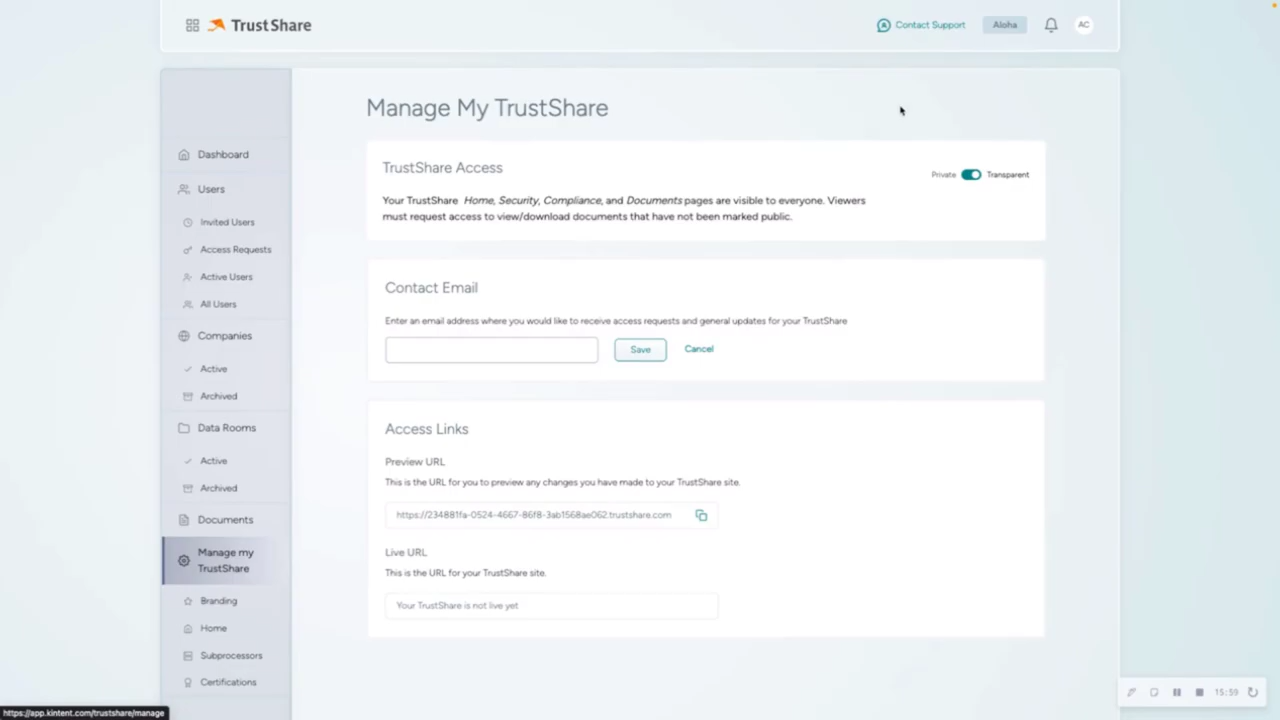 TrustShare
Contact Support
Aloha
AC
Dashboard
Users
Invited Users
Access Requests
Active Users
All Users
Companies
Active
Archived
Data Rooms
Active
Archived
Documents
Manage my
TrustShare
Branding
Home
Subprocessors
Certifications
Manage My TrustShare
TrustShare Access
Private
Transparent
Your TrustShare Home, Security, Compliance, and Documents pages are visible to everyone. Viewers
must request access to view/download documents that have not been marked public.
Contact Email
Enter an email address where you would like to receive access requests and general updates for your TrustShare
Save
Cancel
Access Links
Preview URL
This is the URL for you to preview any changes you have made to your TrustShare site.
https://234881fa-0524-4667-86f8-3ab1568ae062.trustshare.com
Live URL
This is the URL for your TrustShare site.
Your TrustShare is not live yet
15:59
https://app.kintent.com/trustshare/manage